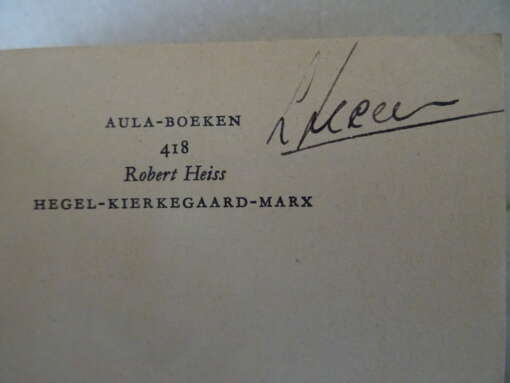 AULA-BOEKEN
418
Robert Heiss
HEGEL-KIERKEGAARD-MARX